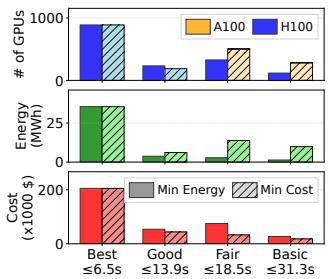 # of GPUs
1000
0
A100 H100
Energy
(MWh)
25
0
Cost
(x1000 $)
200
0
Min Energy Min Cost
Best Good Fair Basic
≤6.5s ≤13.9s ≤18.5s ≤31.3s